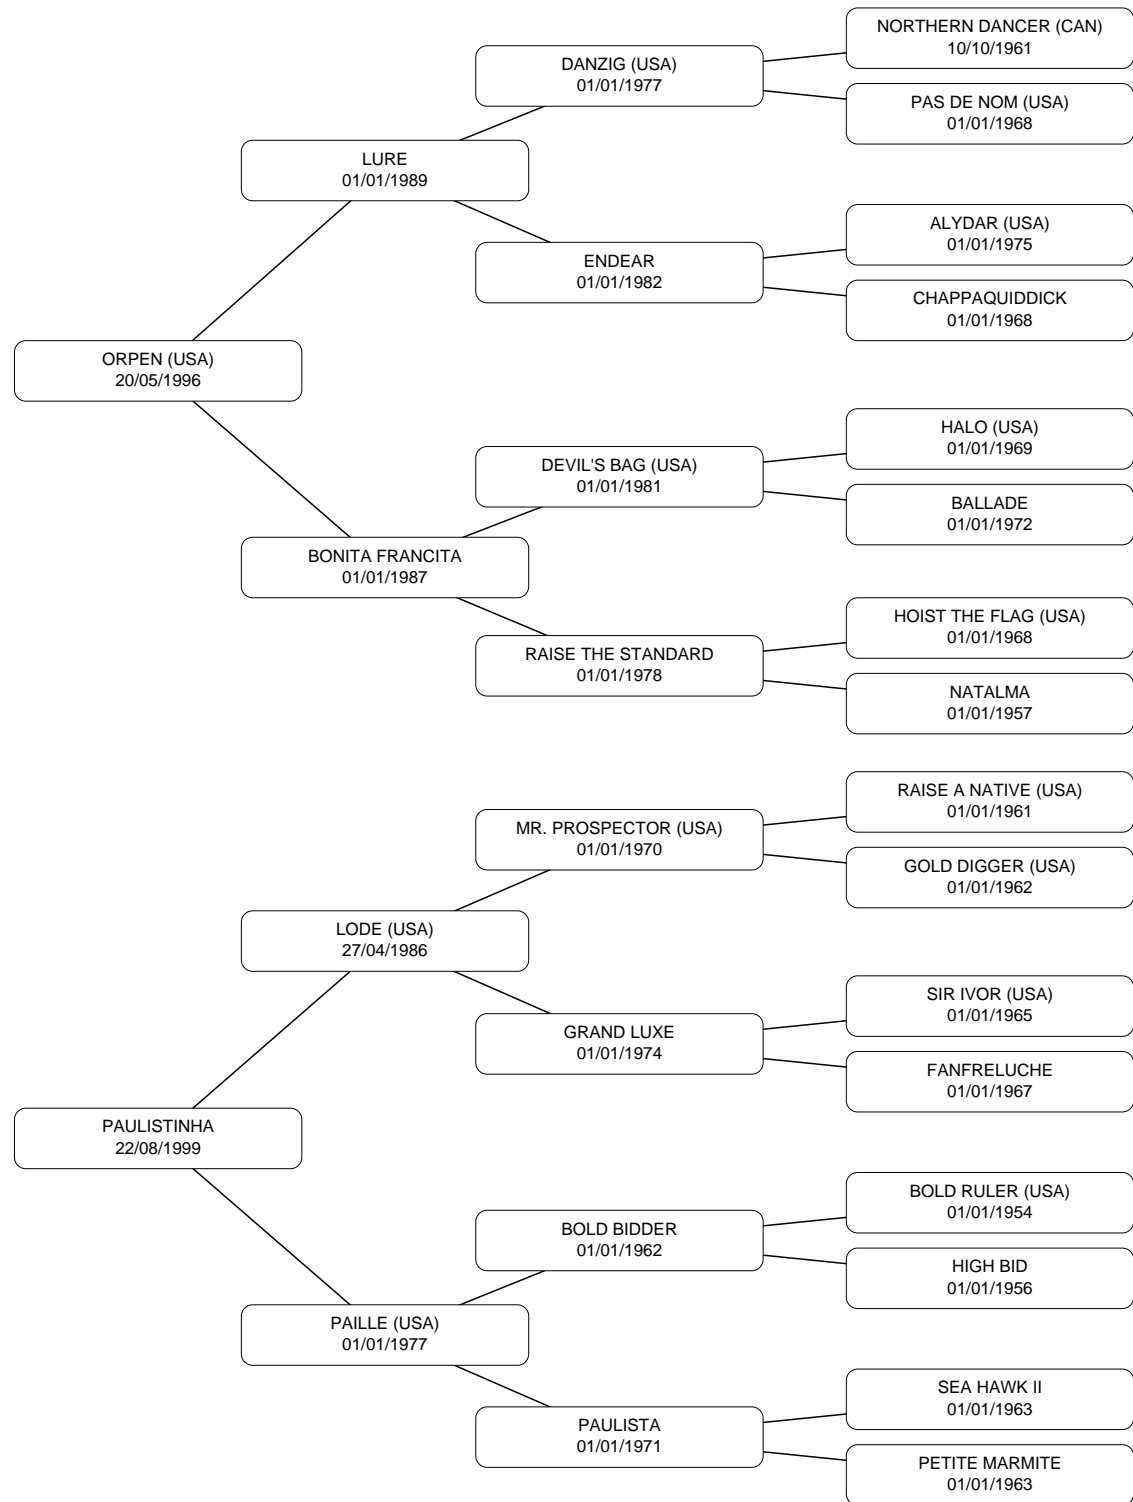 NORTHERN DANCER (CAN)
10/10/1961
DANZIG (USA)
01/01/1977
PAS DE NOM (USA)
01/01/1968
LURE
01/01/1989
ALYDAR (USA)
01/01/1975
ENDEAR
01/01/1982
CHAPPAQUIDDICK
01/01/1968
ORPEN (USA)
20/05/1996
HALO (USA)
01/01/1969
DEVIL'S BAG (USA)
01/01/1981
BALLADE
01/01/1972
BONITA FRANCITA
01/01/1987
HOIST THE FLAG (USA)
01/01/1968
RAISE THE STANDARD
01/01/1978
NATALMA
01/01/1957
RAISE A NATIVE (USA)
01/01/1961
MR. PROSPECTOR (USA)
01/01/1970
GOLD DIGGER (USA)
01/01/1962
LODE (USA)
27/04/1986
SIR IVOR (USA)
01/01/1965
GRAND LUXE
01/01/1974
FANFRELUCHE
01/01/1967
PAULISTINHA
22/08/1999
BOLD RULER (USA)
01/01/1954
BOLD BIDDER
01/01/1962
HIGH BID
01/01/1956
PAILLE (USA)
01/01/1977
SEA HAWK II
01/01/1963
PAULISTA
01/01/1971
PETITE MARMITE
01/01/1963